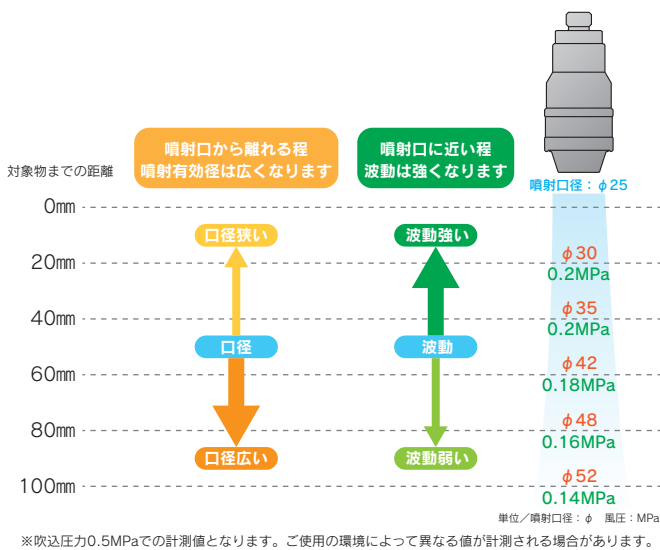 噴射口から離れる程
噴射有効径は広くなります
噴射口に近い程
波動は強くなります
対象物までの距離
噴射口径：φ25
0mm
口径狭い
波動強い
20mm
φ30
0.2MPa
40mm
φ35
0.2MPa
口径
波動
60mm
φ42
0.18MPa
80mm
φ48
0.16MPa
口径広い
波動弱い
100mm
φ52
0.14MPa
単位／噴射口径：φ　風圧：MPa
※吹込圧力0.5MPaでの計測値となります。ご使用の環境によって異なる値が計測される場合があります。